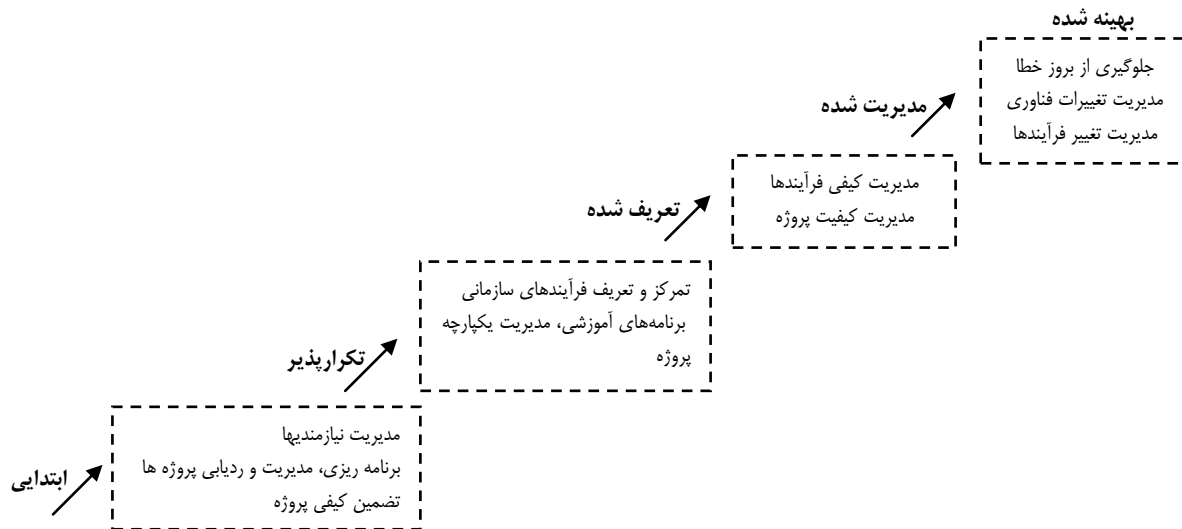 بهینه شده
جلوگیری از بروز خطا
مدیریت تغییرات فناوری
مدیریت تغییر فرآیندها
مدیریت شده
مدیریت کیفی فرآیندها
مدیریت کیفیت پروژه
تعریف شده
تمرکز و تعریف فرآیندهای سازمانی
برنامه‌های آموزشی، مدیریت یکپارچه
پروژه
تکرارپذیر
مدیریت نیازمندیها
برنامه ریزی، مدیریت و ردیابی پروژه ها
تضمین کیفی پروژه
ابتدایی